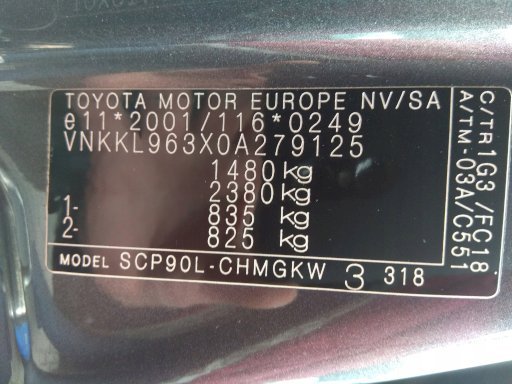 TOYOTA MOTOR EUROPE NV/SA
e11*2001/116*0249
VNKKL963X0A279125
1480 kg
2380 kg
1- 835 kg
2- 825 kg
MODEL SCP90L-CHMGKW 3 318
C/TR 1G3 /FC18
A/TM -03A/C551